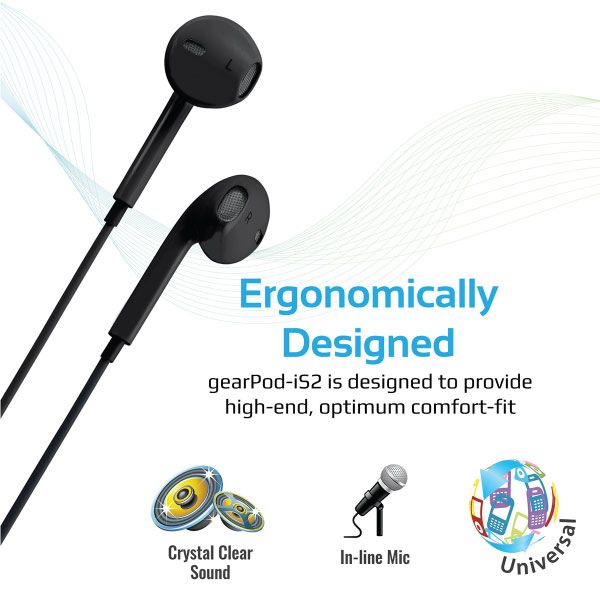 L
R
Ergonomically
Designed
gearPod-iS2 is designed to provide
high-end, optimum comfort-fit
Crystal Clear
Sound
In-line Mic
Universal